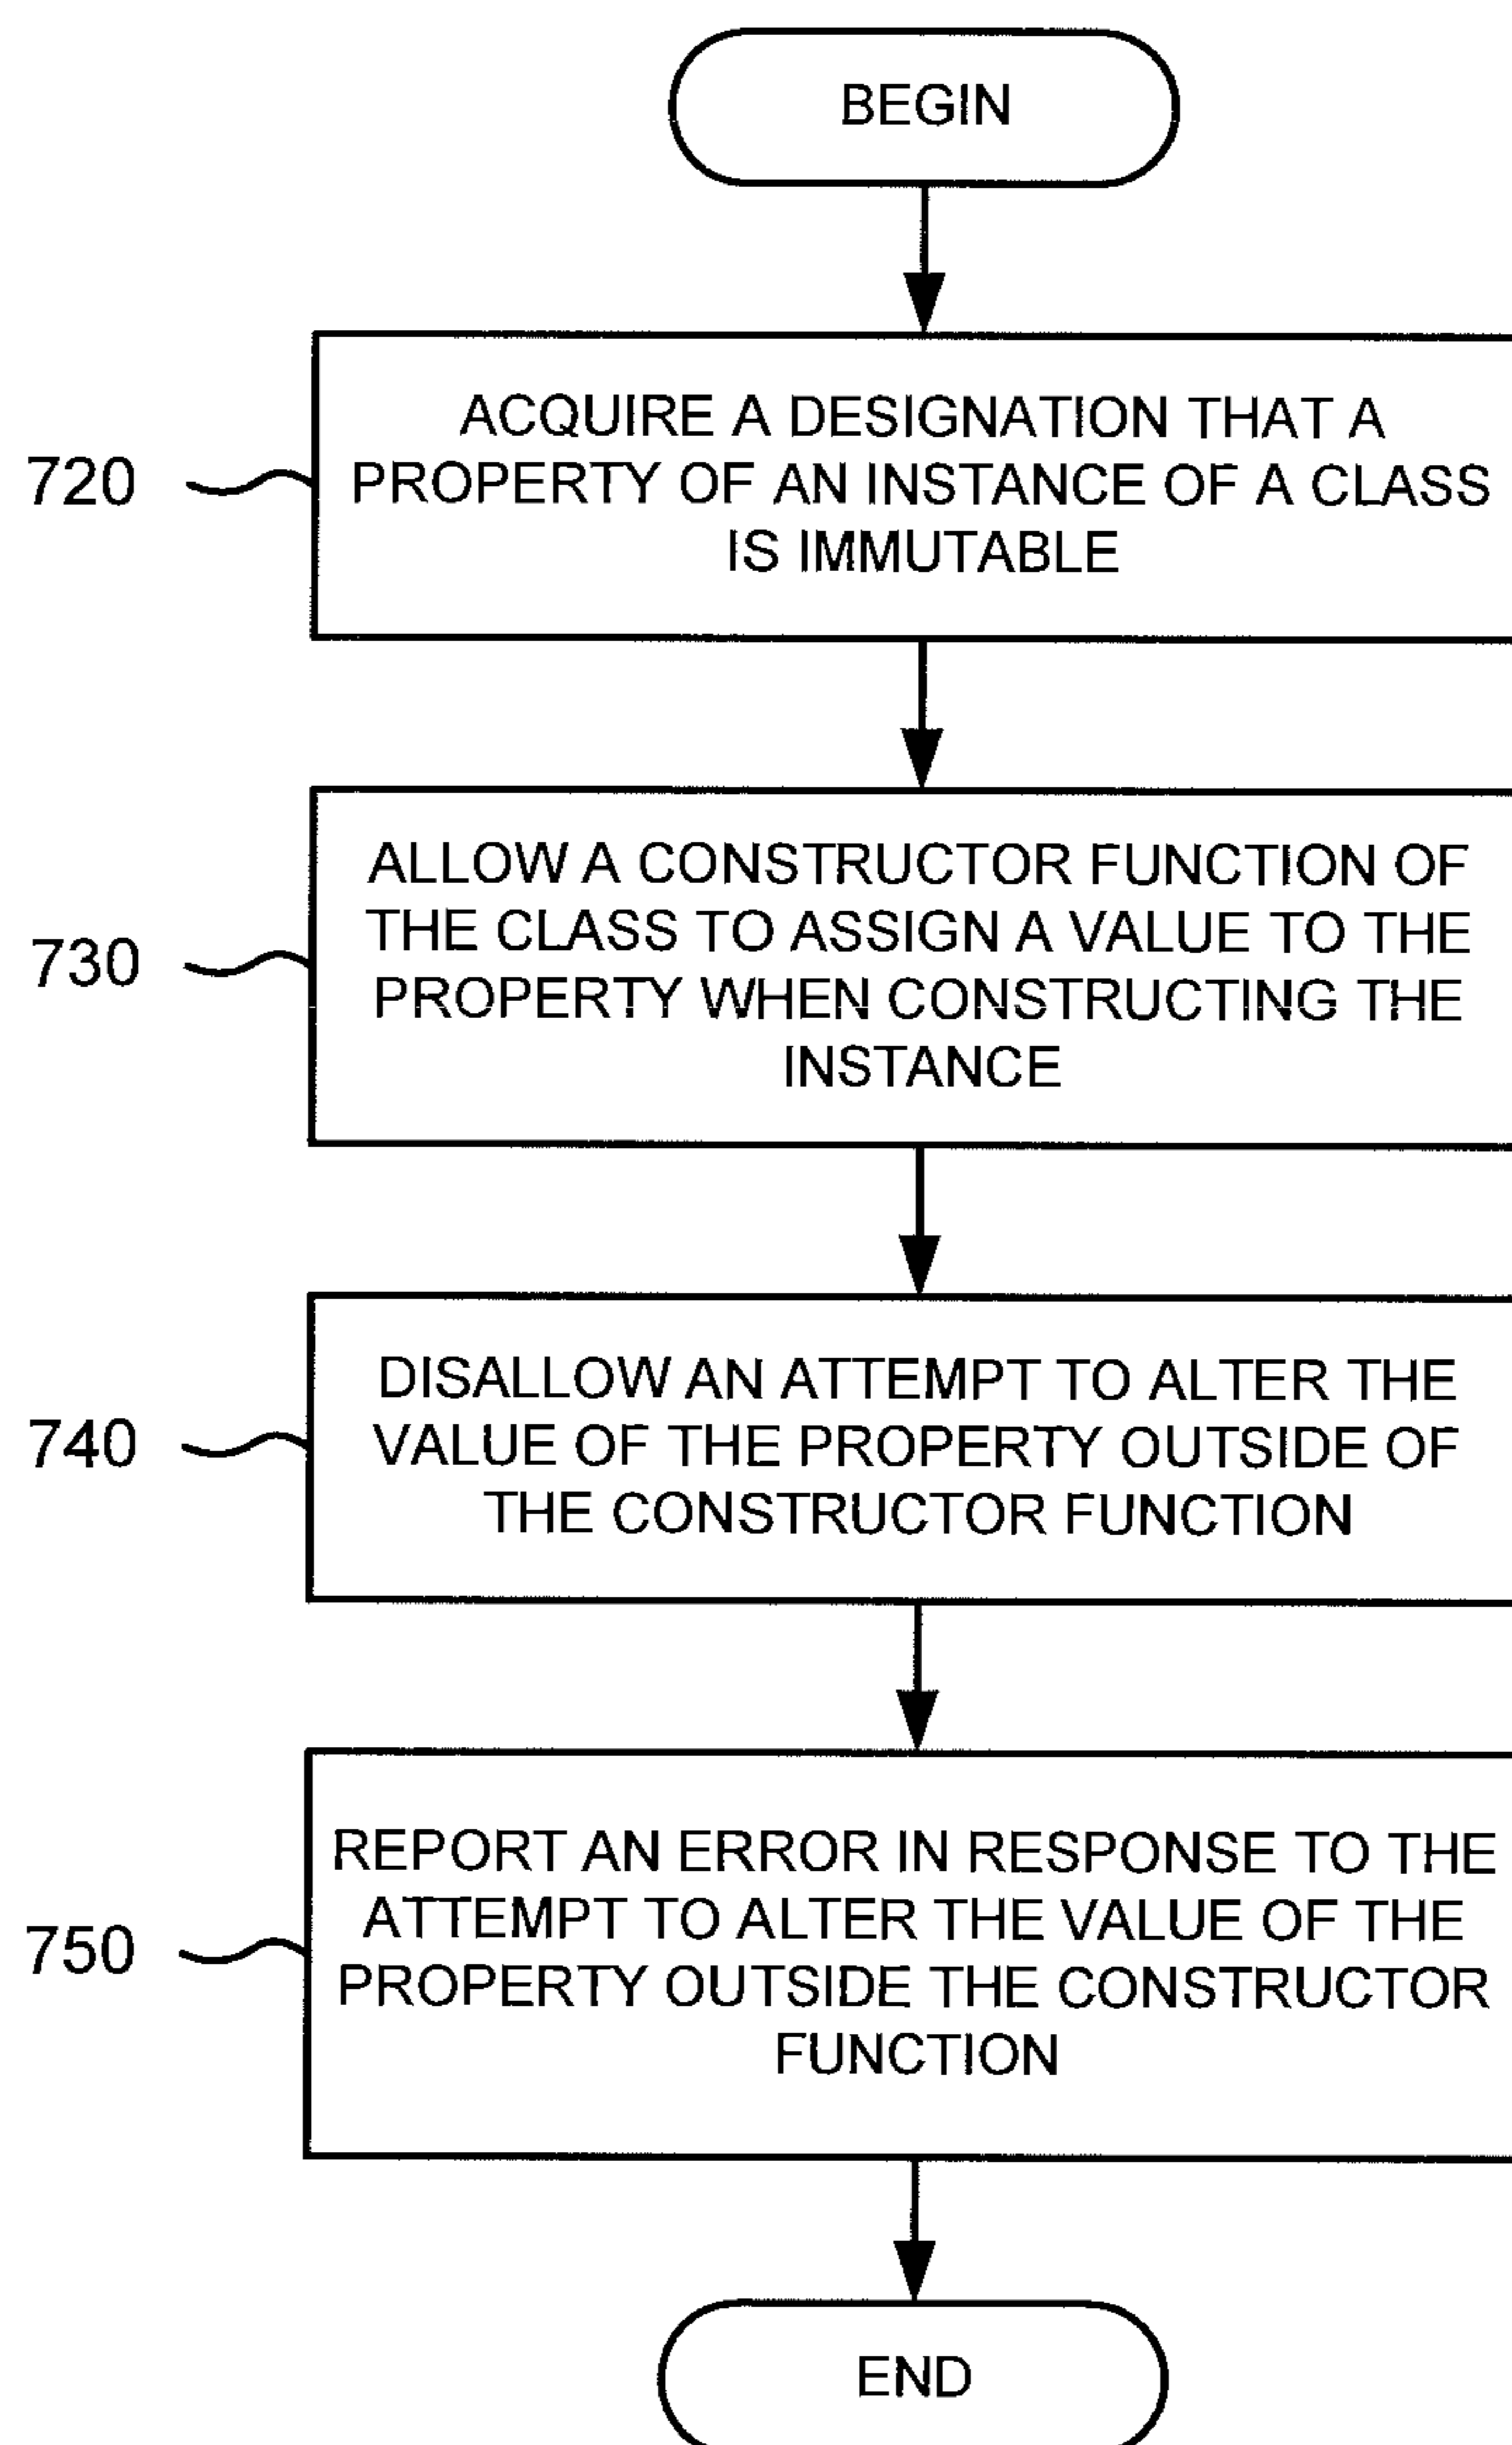 BEGIN
720
ACQUIRE A DESIGNATION THAT A
PROPERTY OF AN INSTANCE OF A CLASS
IS IMMUTABLE
730
ALLOW A CONSTRUCTOR FUNCTION OF
THE CLASS TO ASSIGN A VALUE TO THE
PROPERTY WHEN CONSTRUCTING THE
INSTANCE
740
DISALLOW AN ATTEMPT TO ALTER THE
VALUE OF THE PROPERTY OUTSIDE OF
THE CONSTRUCTOR FUNCTION
750
REPORT AN ERROR IN RESPONSE TO THE
ATTEMPT TO ALTER THE VALUE OF THE
PROPERTY OUTSIDE THE CONSTRUCTOR
FUNCTION
END